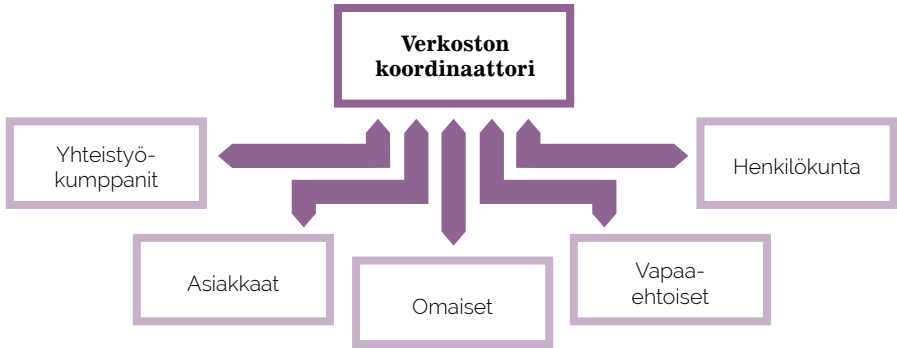 Verkoston
koordinaattori
Yhteistyö-
kumppanit
Henkilökunta
Asiakkaat
Omaiset
Vapaa-
ehtoiset